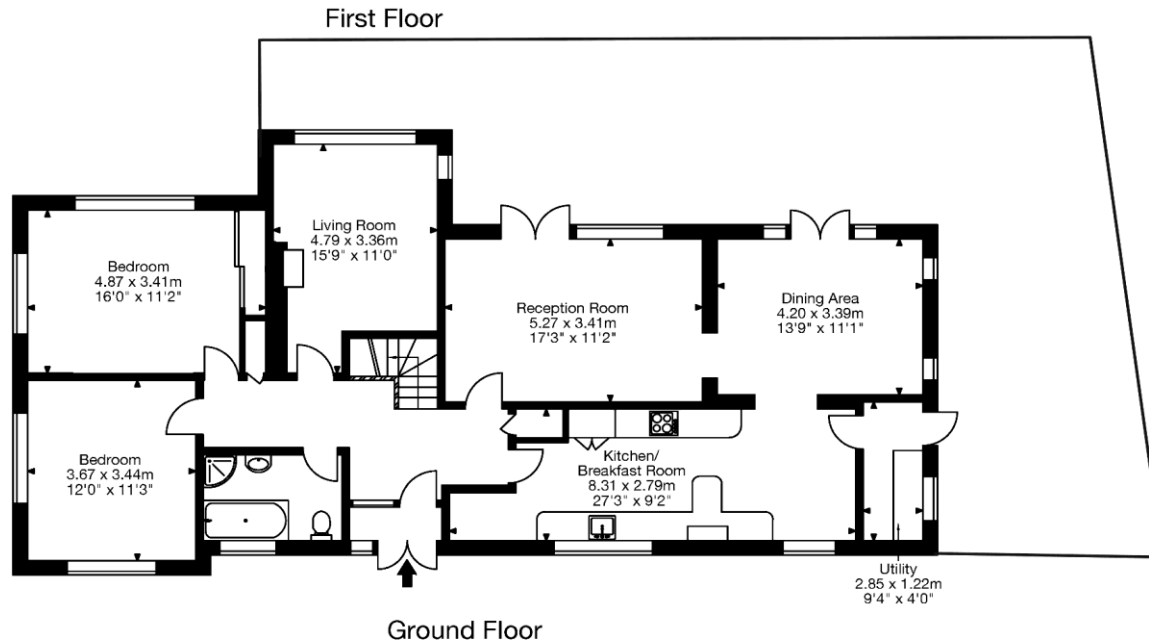 First Floor
Living Room
4.79 x 3.36m
15'9" x 11'0"
Bedroom
4.87 x 3.41m
16'0" x 11'2"
Reception Room
5.27 x 3.41m
17'3" x 11'2"
Dining Area
4.20 x 3.39m
13'9" x 11'1"
Bedroom
3.67 x 3.44m
12'0" x 11'3"
Kitchen/
Breakfast Room
8.31 x 2.79m
27'3" x 9'2"
Utility
2.85 x 1.22m
9'4" x 4'0"
Ground Floor